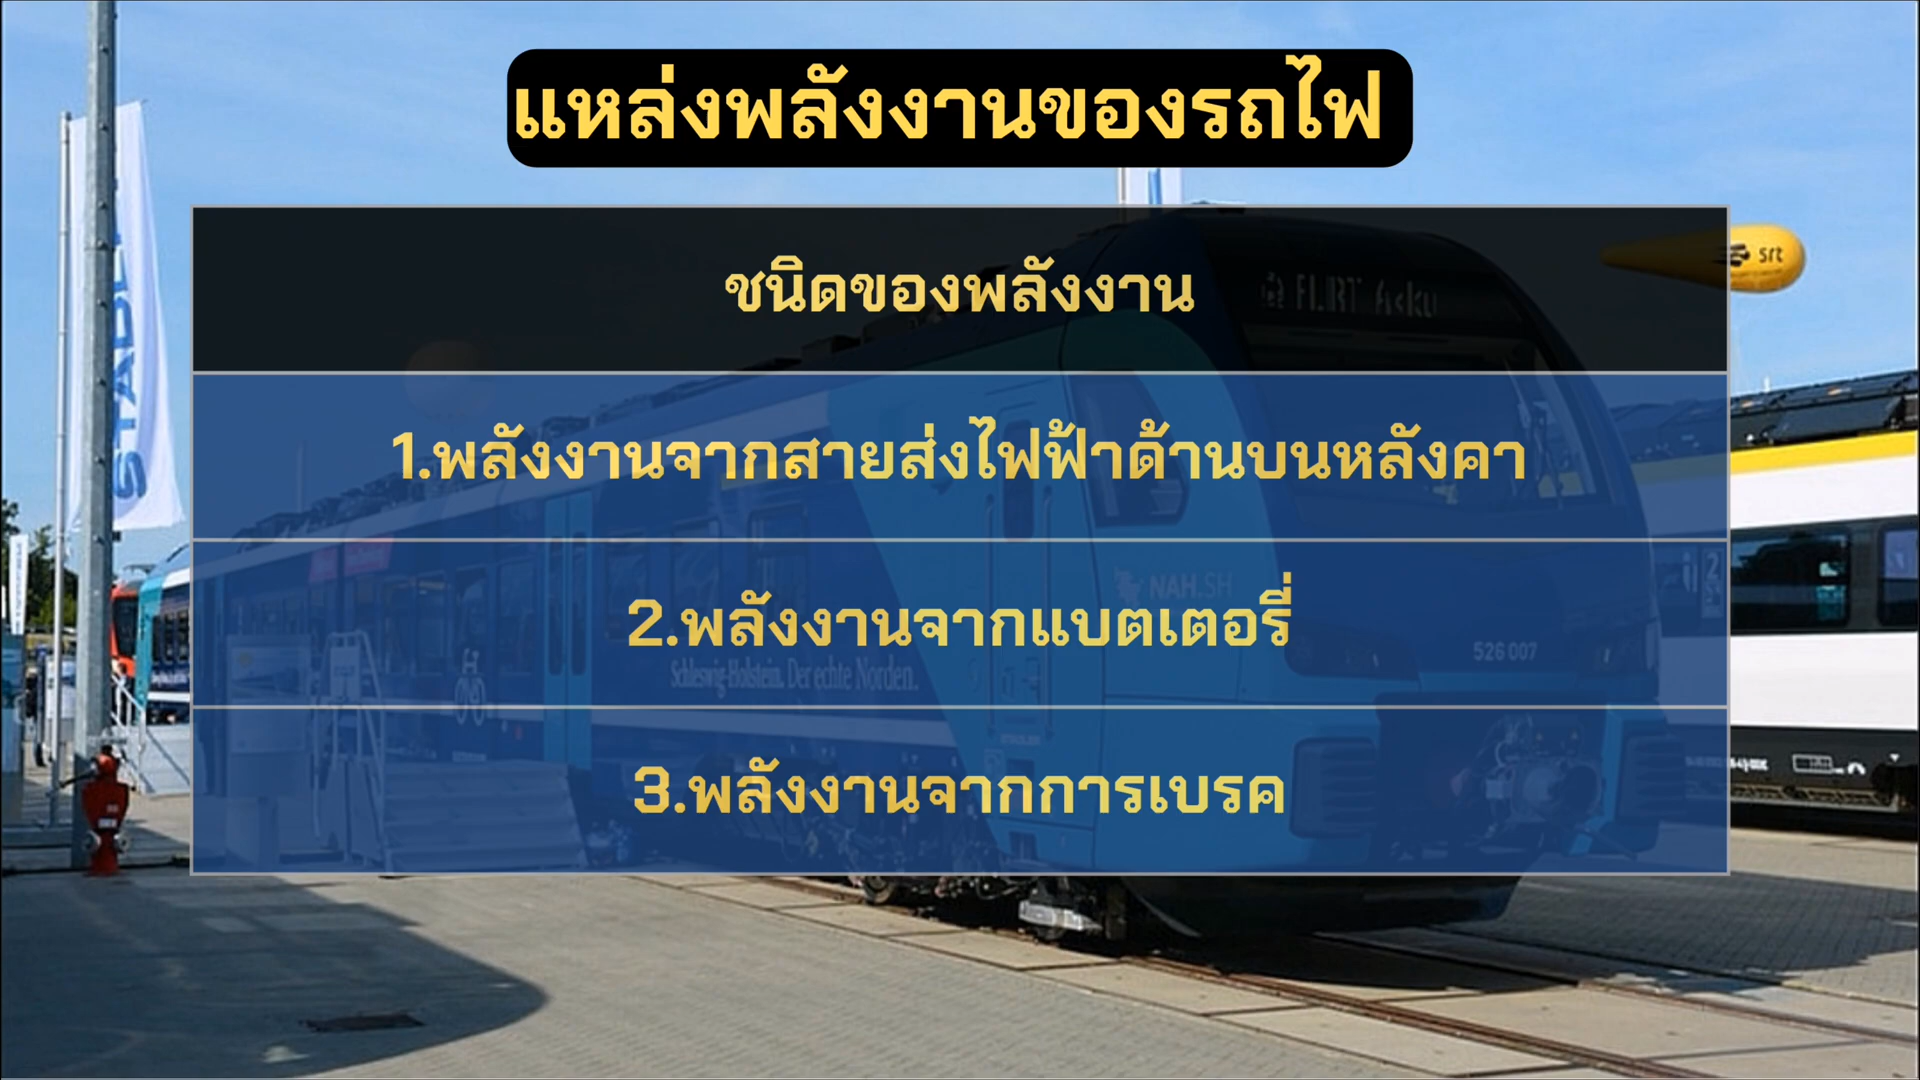 แหล่งพลังงานของรถไฟ
srt
ชนิดของพลังงาน
FLIRT Akku
STADLER
1.พลังงานจากสายส่งไฟฟ้าด้านบนหลังคา
NAH.SH
2.พลังงานจากแบตเตอรี่
526 007
Schleswig-Holstein. Der echte Norden.
3.พลังงานจากการเบรค